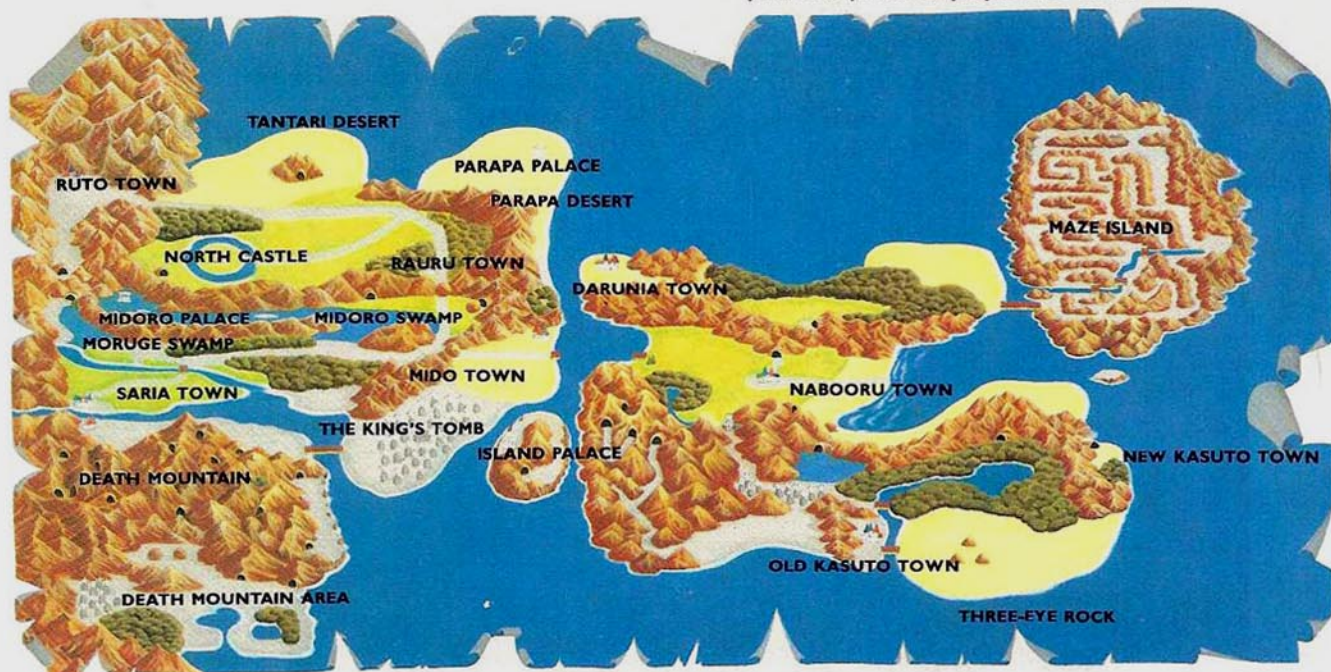 TANTARI DESERT
PARAPA PALACE
RUTO TOWN
PARAPA DESERT
MAZE ISLAND
NORTH CASTLE
RAURU TOWN
DARUNIA TOWN
MIDORO PALACE
MIDORO SWAMP
MORUGE SWAMP
MIDO TOWN
NABOORU TOWN
SARIA TOWN
THE KING'S TOMB
ISLAND PALACE
NEW KASUTO TOWN
DEATH MOUNTAIN
OLD KASUTO TOWN
DEATH MOUNTAIN AREA
THREE-EYE ROCK